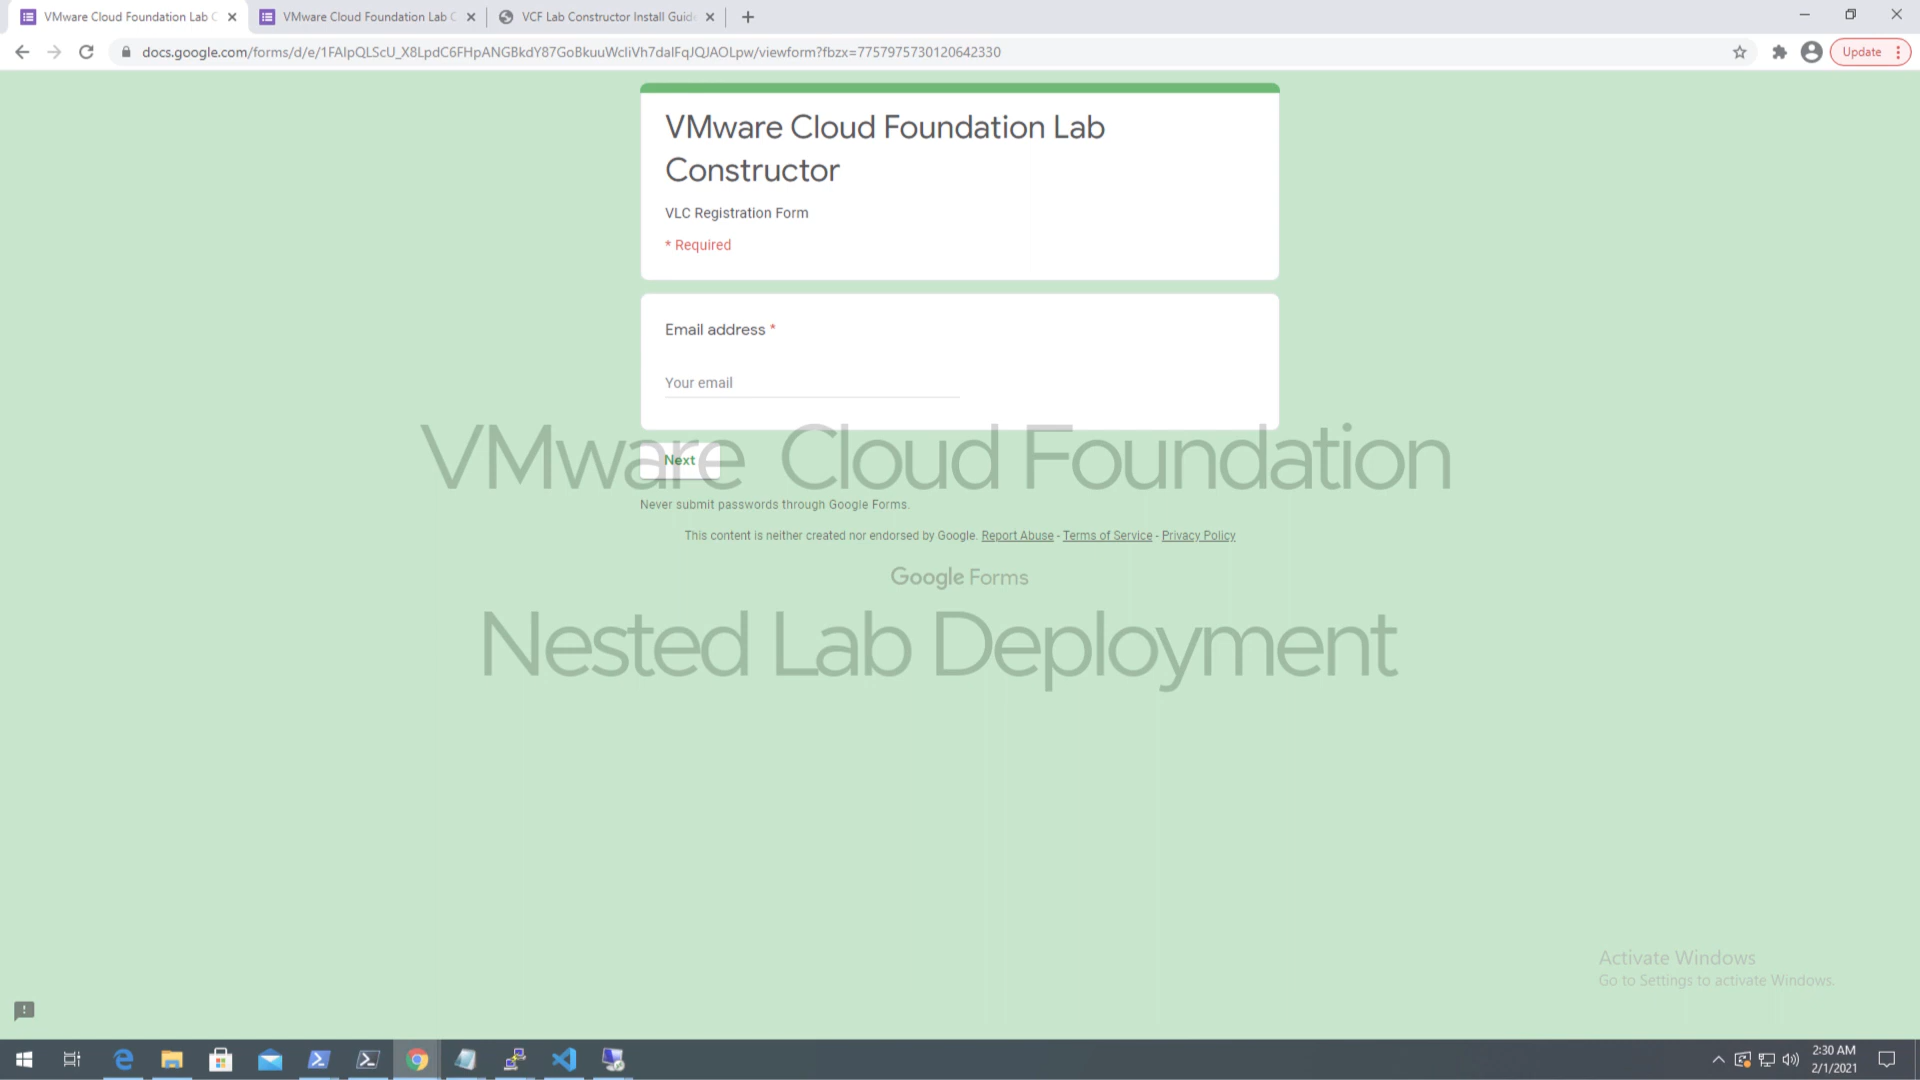 VMware Cloud Foundation Lab C
VMware Cloud Foundation Lab C
VCF Lab Constructor Install Guid
docs.google.com/forms/d/e/1FAIpQLScU_X8LpdC6FHpANGBkdY87GoBkuuWcIiVh7daIFqJQJAOLpw/viewform?fbzx=7757975730120642330
Update
VMware Cloud Foundation Lab
Constructor
VLC Registration Form
* Required
Email address *
Your email
VMware Cloud Foundation
Next
Never submit passwords through Google Forms.
This content is neither created nor endorsed by Google. Report Abuse - Terms of Service - Privacy Policy
Google Forms
Nested Lab Deployment
Activate Windows
Go to Settings to activate Windows.
2:30 AM
2/1/2021